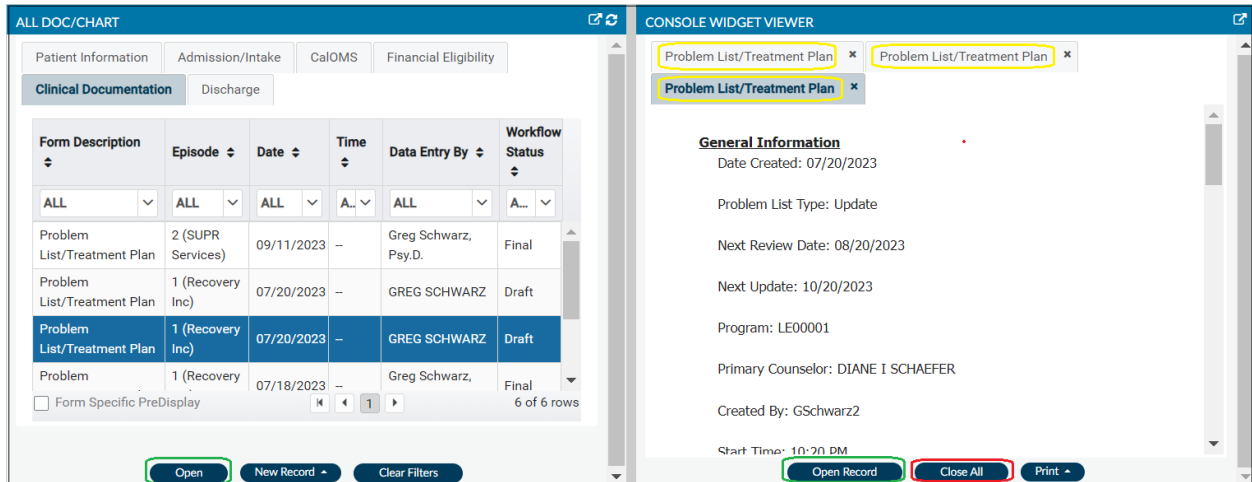 ALL DOC/CHART
Patient Information Admission/Intake CalOMS Financial Eligibility
Clinical Documentation Discharge
Form Description Episode Date Time Data Entry By Workflow Status
ALL ALL ALL A.. ALL A...
Problem List/Treatment Plan 2 (SUPR Services) 09/11/2023 -- Greg Schwarz, Psy.D. Final
Problem List/Treatment Plan 1 (Recovery Inc) 07/20/2023 -- GREG SCHWARZ Draft
Problem List/Treatment Plan 1 (Recovery Inc) 07/20/2023 -- GREG SCHWARZ Draft
Problem 1 (Recovery 07/18/2023 -- Greg Schwarz, Final
Form Specific PreDisplay 1 6 of 6 rows
Open New Record Clear Filters
CONSOLE WIDGET VIEWER
Problem List/Treatment Plan × Problem List/Treatment Plan ×
Problem List/Treatment Plan ×
General Information
Date Created: 07/20/2023
Problem List Type: Update
Next Review Date: 08/20/2023
Next Update: 10/20/2023
Program: LE00001
Primary Counselor: DIANE I SCHAEFER
Created By: GSchwarz2
Start Time: 10:20 PM
Open Record Close All Print